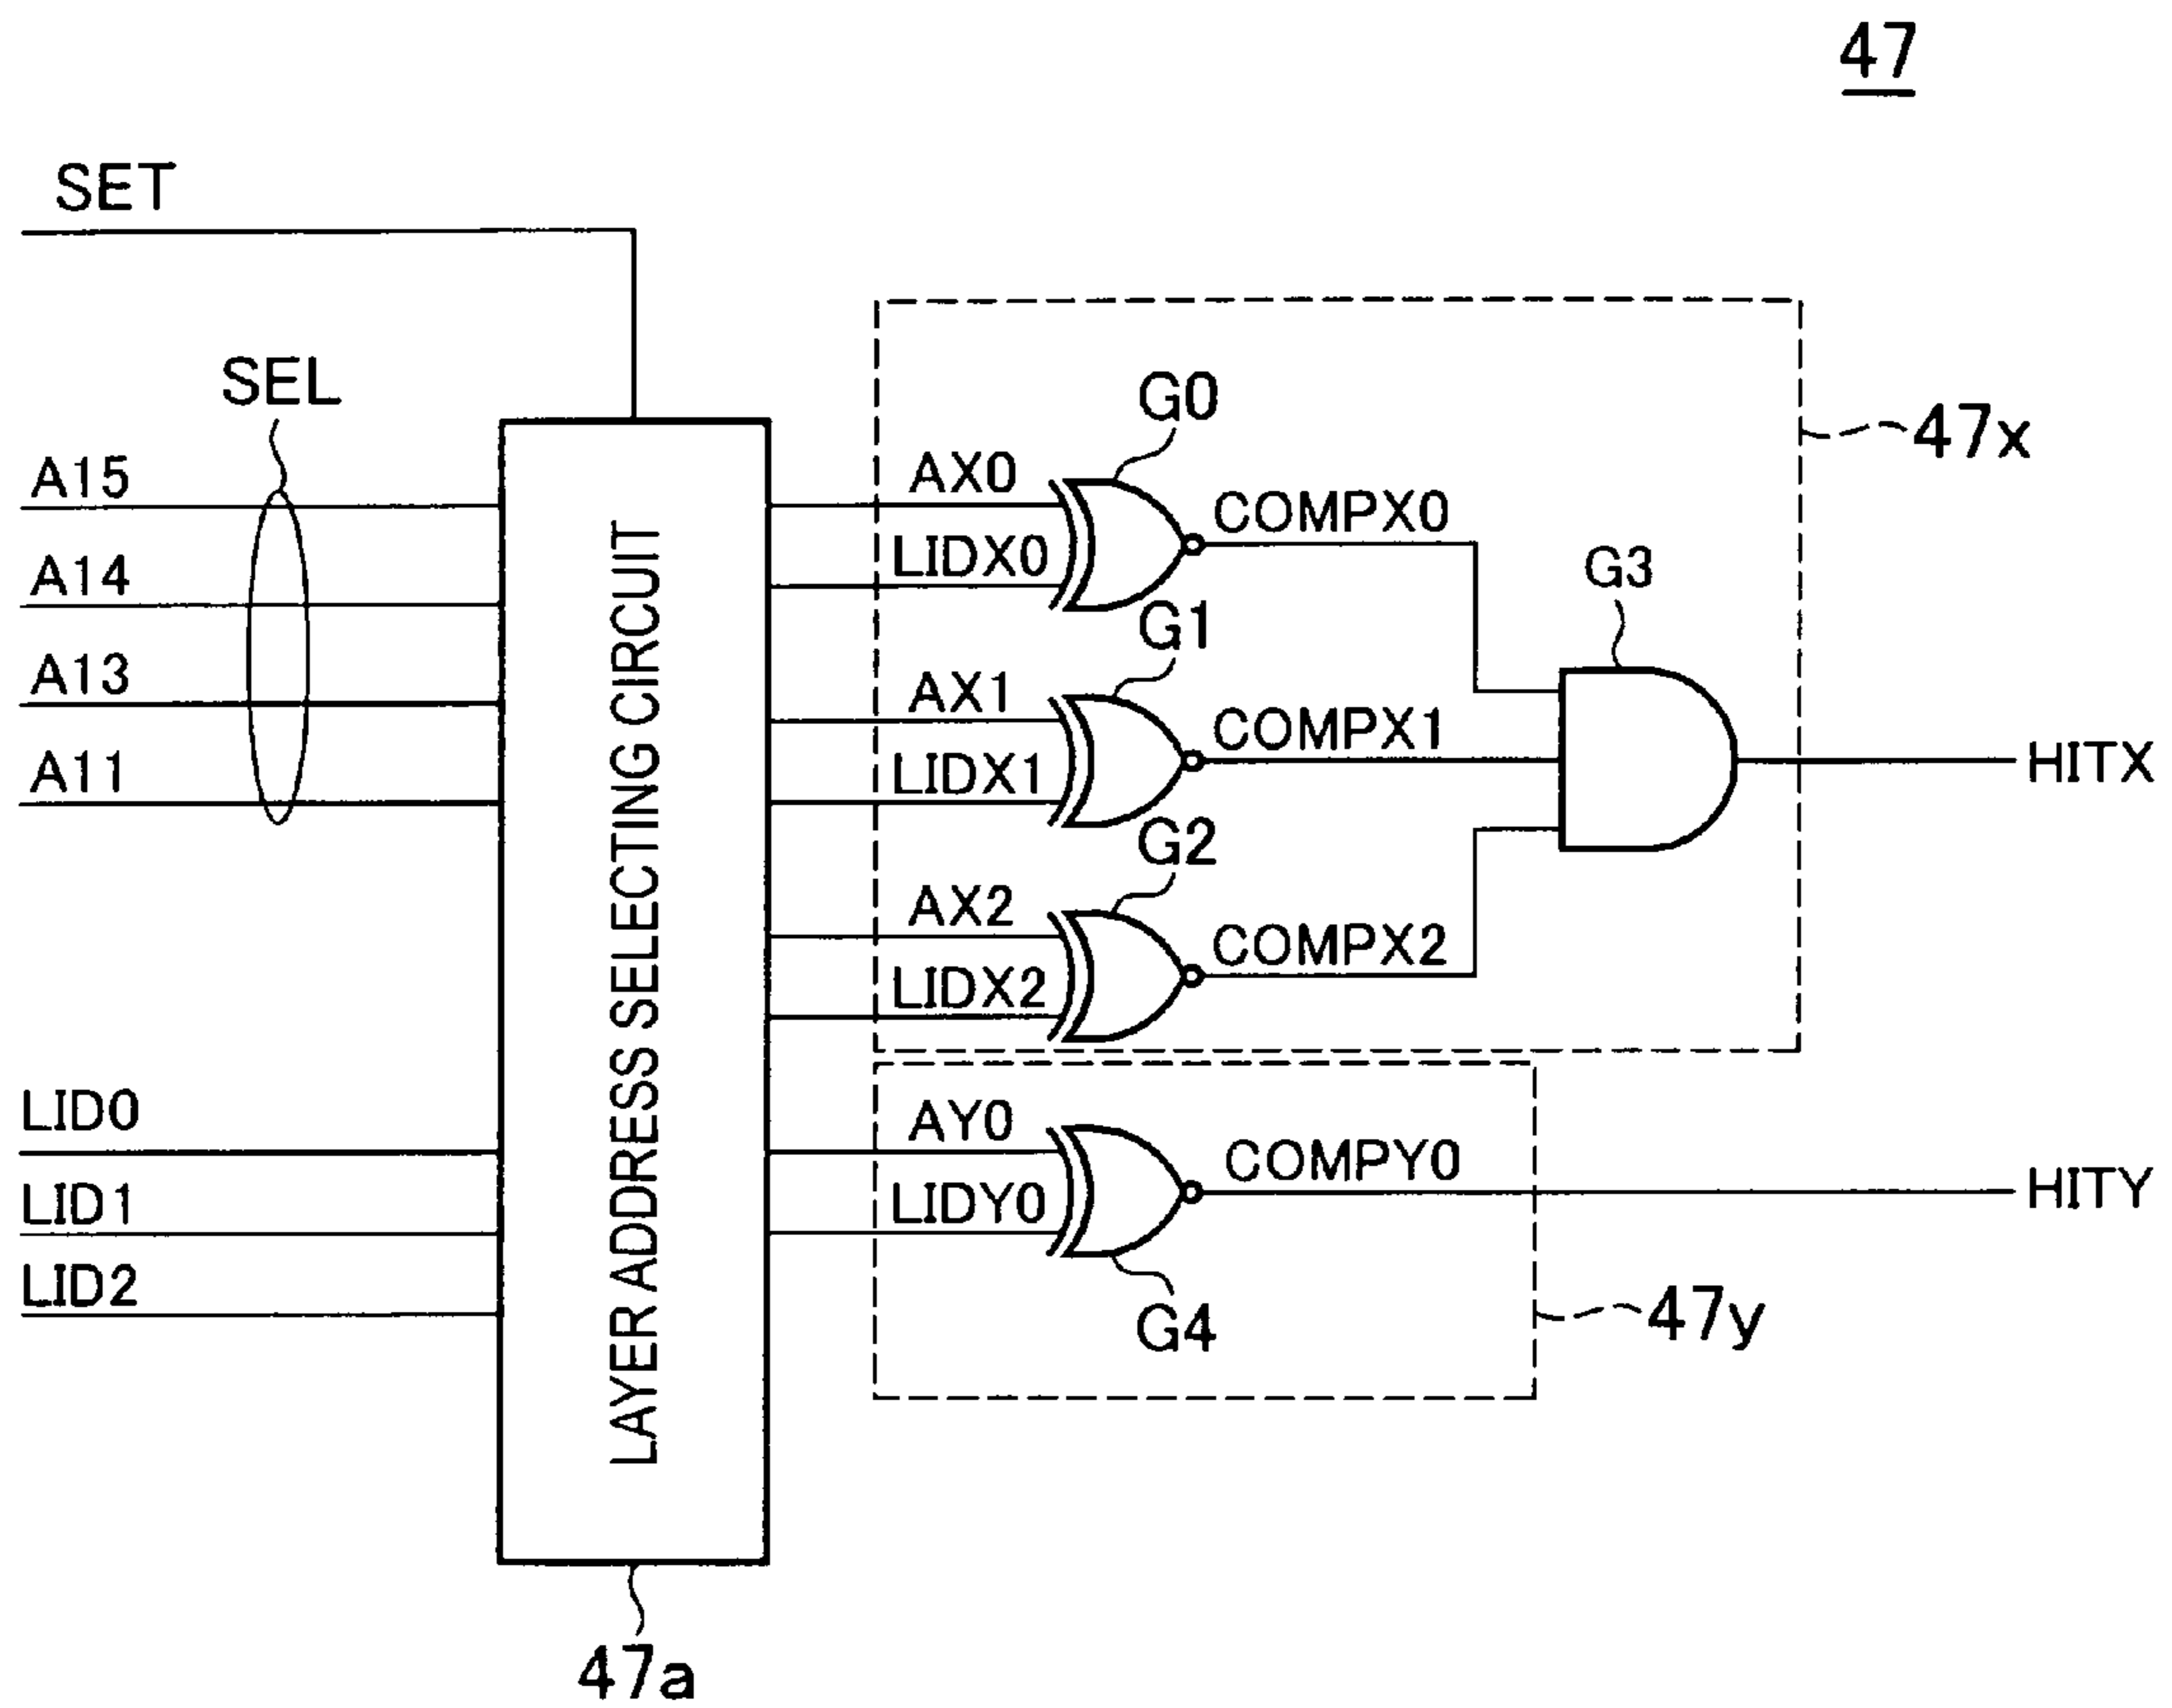 47
SET
SEL
A15
A14
A13
A11
LID0
LID1
LID2
LAYER ADDRESS SELECTING CIRCUIT
47a
AX0
LIDX0
G0
COMPX0
AX1
LIDX1
G1
COMPX1
AX2
LIDX2
G2
COMPX2
G3
47x
HITX
AY0
LIDY0
G4
COMPY0
47y
HITY